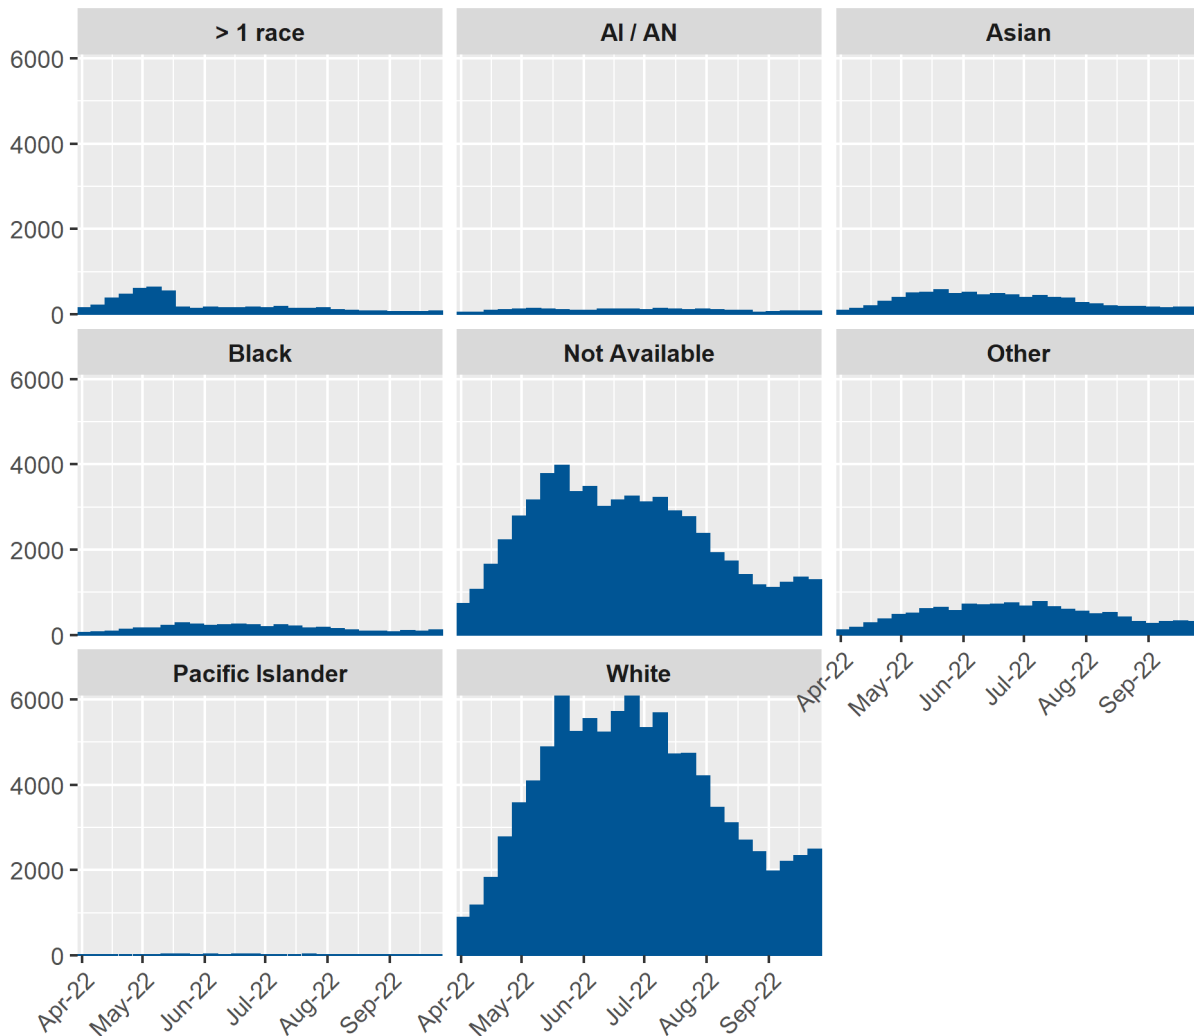 > 1 race
AI / AN
Asian
6000
4000
2000
0
Black
Not Available
Other
6000
4000
2000
0
Apr-22
May-22
Jun-22
Jul-22
Aug-22
Sep-22
Pacific Islander
White
6000
4000
2000
0
Apr-22
May-22
Jun-22
Jul-22
Aug-22
Sep-22
Apr-22
May-22
Jun-22
Jul-22
Aug-22
Sep-22